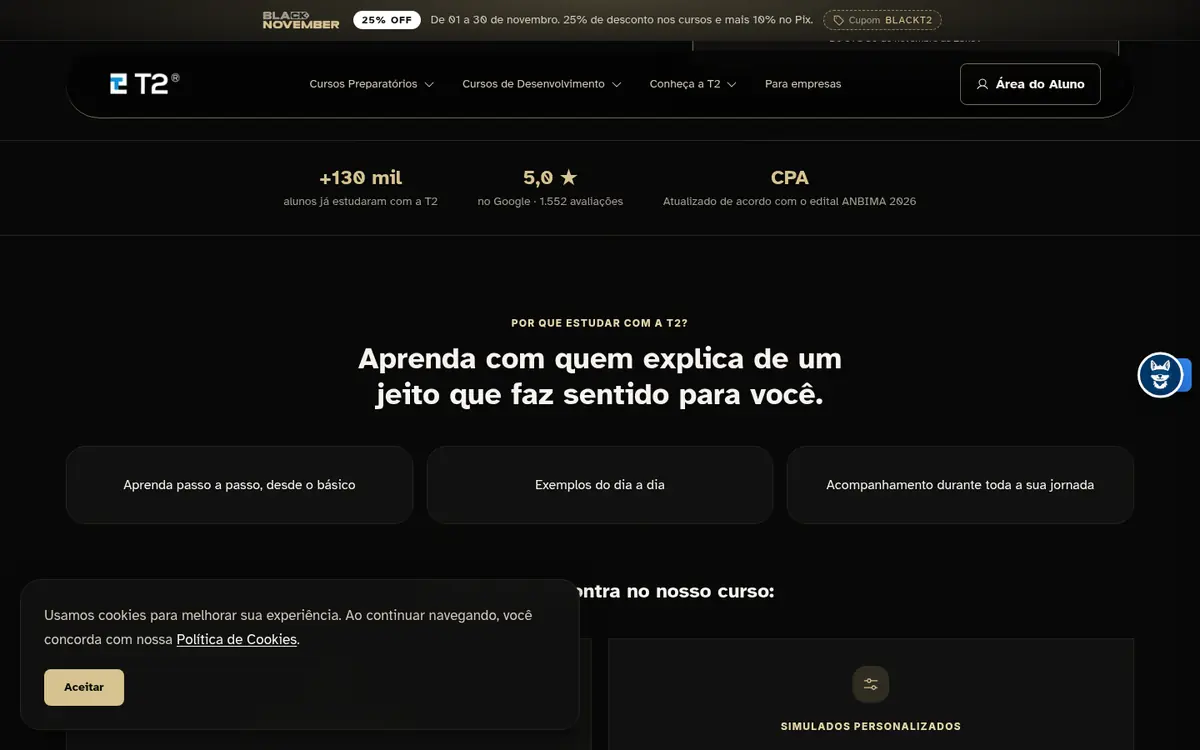 BLACK
NOVEMBER
25% OFF
De 01 a 30 de novembro. 25% de desconto nos cursos e mais 10% no Pix.
Cupom BLACKT2
T2®
Cursos Preparatórios
Cursos de Desenvolvimento
Conheça a T2
Para empresas
Área do Aluno
+130 mil
alunos já estudaram com a T2
5,0 ★
no Google · 1.552 avaliações
CPA
Atualizado de acordo com o edital ANBIMA 2026
POR QUE ESTUDAR COM A T2?
Aprenda com quem explica de um
jeito que faz sentido para você.
Aprenda passo a passo, desde o básico
Exemplos do dia a dia
Acompanhamento durante toda a sua jornada
no nosso curso:
Usamos cookies para melhorar sua experiência. Ao continuar navegando, você
concorda com nossa Política de Cookies.
Aceitar
SIMULADOS PERSONALIZADOS